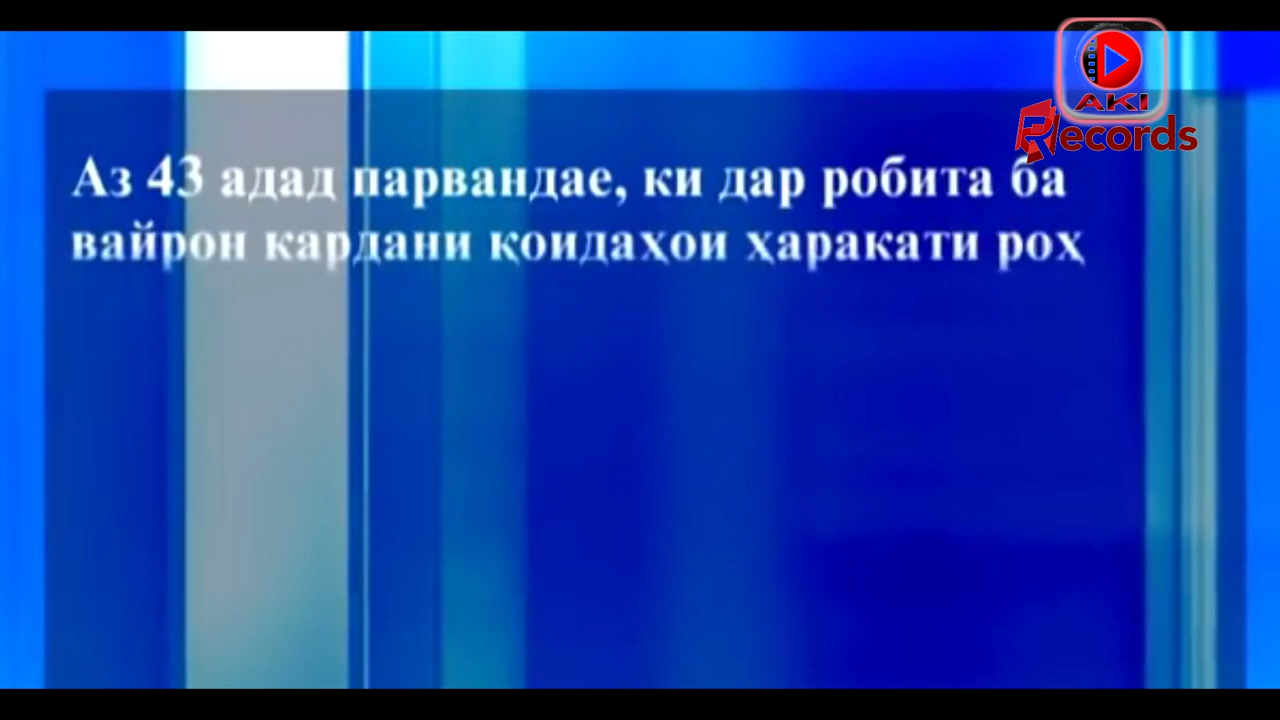 AKI
Records
Аз 43 адад парвандае, ки дар робита ба
вайрон кардани қоидаҳои ҳаракати роҳ